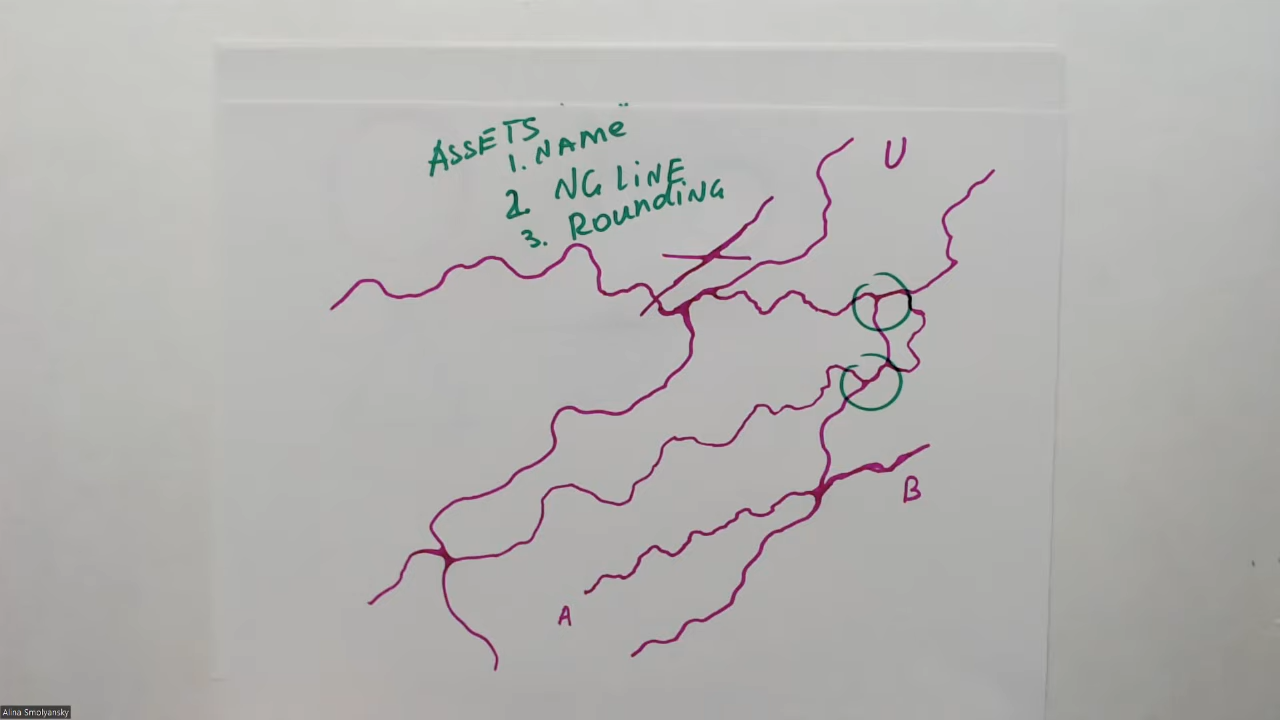 ASSETS
1. NAMe
2. NG LiNE
3. RoundiNG
U
B
A
Alina Smolyansky